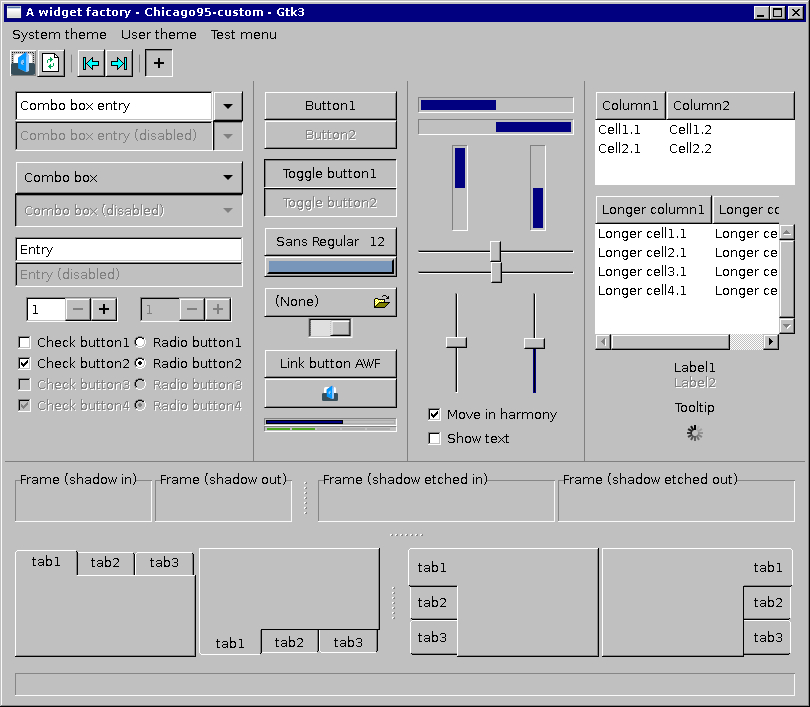 A widget factory - Chicago95-custom - Gtk3
System theme User theme Test menu
Combo box entry
Combo box entry (disabled)
Combo box
Combo box (disabled)
Entry
Entry (disabled)
1 − +
1 − +
Check button1 Radio button1
Check button2 Radio button2
Check button3 Radio button3
Check button4 Radio button4
Button1
Button2
Toggle button1
Toggle button2
Sans Regular 12
(None)
Link button AWF
Move in harmony
Show text
Column1 Column2
Cell1.1 Cell1.2
Cell2.1 Cell2.2
Longer column1 Longer cc
Longer cell1.1 Longer ce
Longer cell2.1 Longer ce
Longer cell3.1 Longer ce
Longer cell4.1 Longer ce
Label1
Label2
Tooltip
Frame (shadow in) Frame (shadow out) Frame (shadow etched in) Frame (shadow etched out)
tab1 tab2 tab3
tab1 tab2 tab3
tab1
tab2
tab3
tab1
tab2
tab3